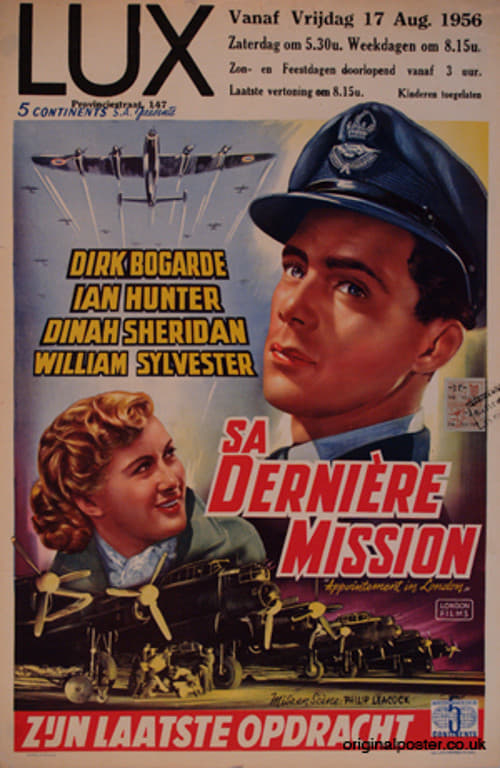 LUX
Vanaf Vrijdag 17 Aug. 1956
Zaterdag om 5.30u. Weekdagen om 8.15u.
Zon- en Feestdagen doorlopend vanaf 3 uur.
Laatste vertoning om 8.15u. Kinderen toegelaten
Provinciestraat, 147
5 CONTINENTS S.A. Présente
DIRK BOGARDE
IAN HUNTER
DINAH SHERIDAN
WILLIAM SYLVESTER
SA
DERNIÈRE
MISSION
"Appointement in London"
LONDON
FILMS
Mise en Scène: PHILIP LEACOCK
5
ZIJN LAATSTE OPDRACHT
originalposter.co.uk